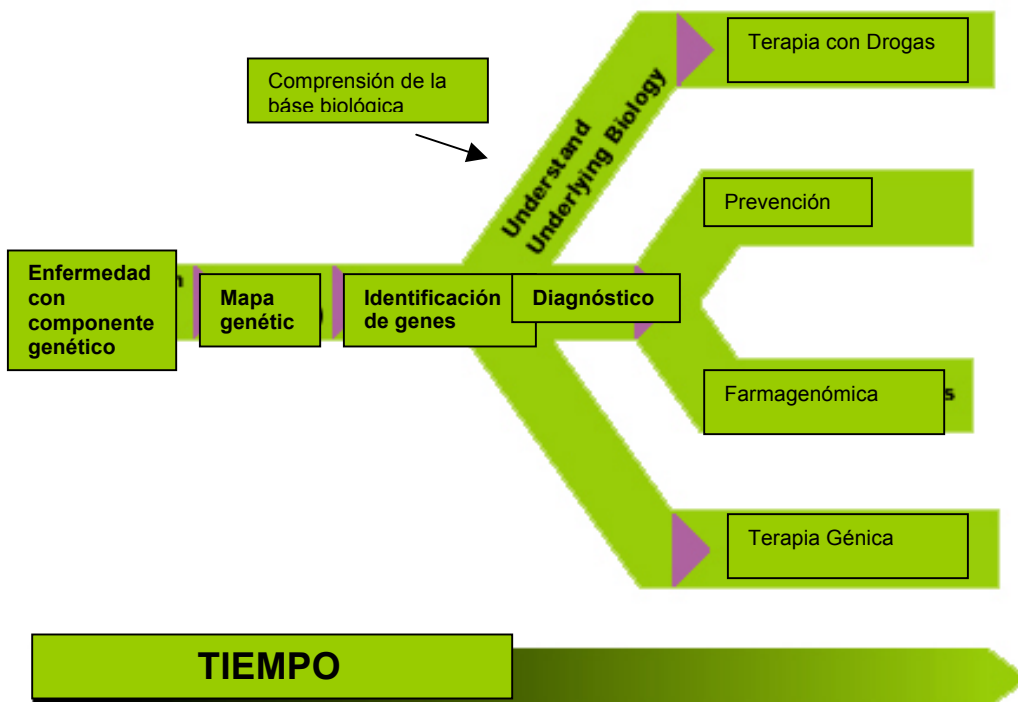 Terapia con Drogas
Comprensión de la
báse biológica
Understand
Underlying Biology
Prevención
Enfermedad
con
componente
genético
Mapa
genétic
Identificación
de genes
Diagnóstico
Farmagenómica
s
Terapia Génica
TIEMPO